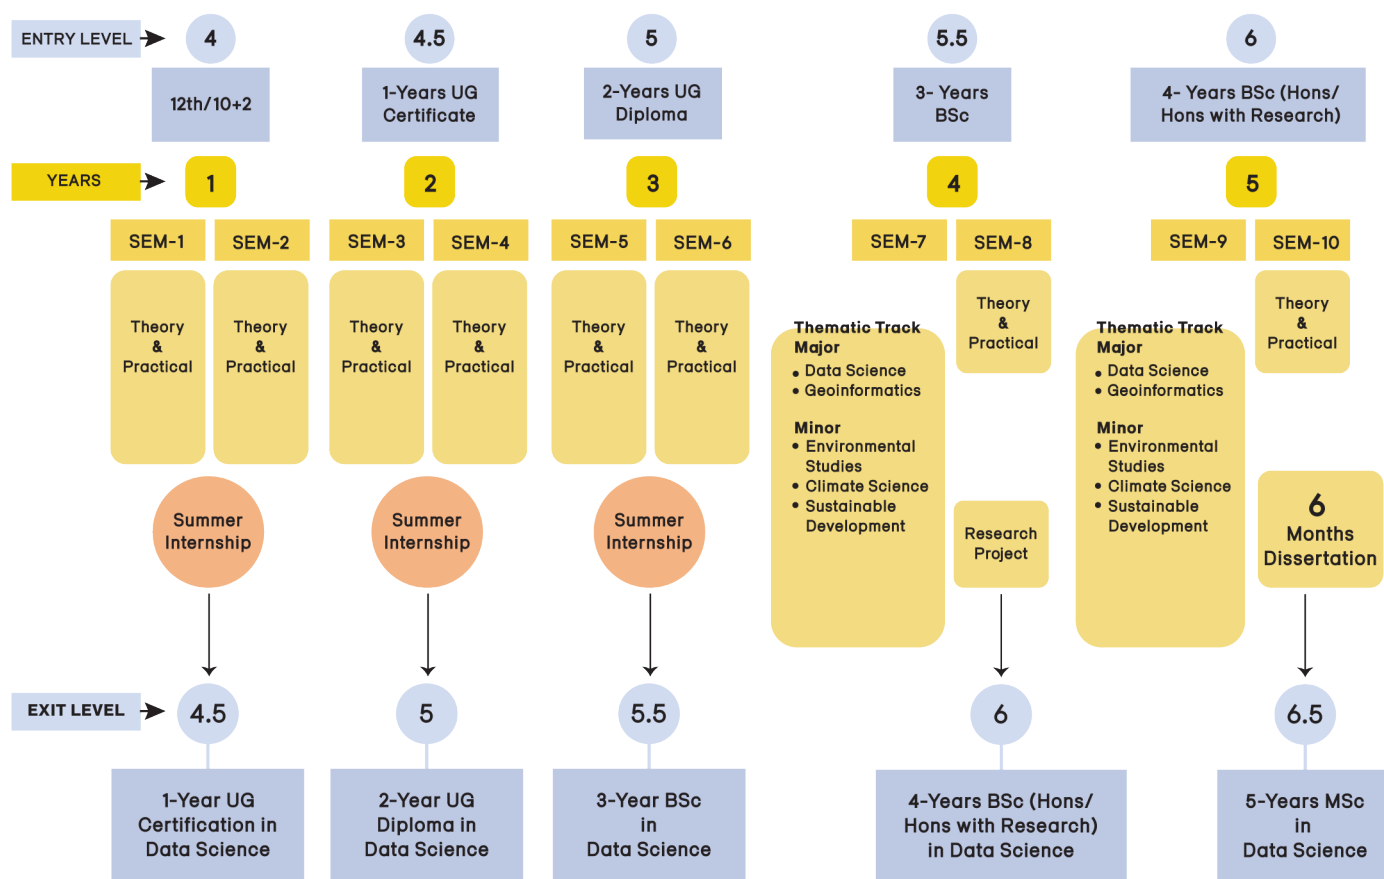 ENTRY LEVEL
4
4.5
5
5.5
6
12th/10+2
1-Years UG
Certificate
2-Years UG
Diploma
3- Years
BSc
4- Years BSc (Hons/
Hons with Research)
YEARS
1
2
3
4
5
SEM-1
SEM-2
SEM-3
SEM-4
SEM-5
SEM-6
SEM-7
SEM-8
SEM-9
SEM-10
Theory
&
Practical
Theory
&
Practical
Theory
&
Practical
Theory
&
Practical
Theory
&
Practical
Theory
&
Practical
Thematic Track
Major
• Data Science
• Geoinformatics
Minor
• Environmental
Studies
• Climate Science
• Sustainable
Development
Theory
&
Practical
Research
Project
Thematic Track
Major
• Data Science
• Geoinformatics
Minor
• Environmental
Studies
• Climate Science
• Sustainable
Development
Theory
&
Practical
6
Months
Dissertation
Summer
Internship
Summer
Internship
Summer
Internship
EXIT LEVEL
4.5
5
5.5
6
6.5
1-Year UG
Certification in
Data Science
2-Year UG
Diploma in
Data Science
3-Year BSc
in
Data Science
4-Years BSc (Hons/
Hons with Research)
in Data Science
5-Years MSc
in
Data Science